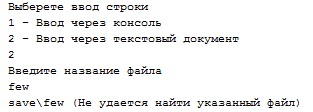 Выберете ввод строки
1 - Ввод через консоль
2 - Ввод через текстовый документ
2
Введите название файла
few
save\few (Не удается найти указанный файл)